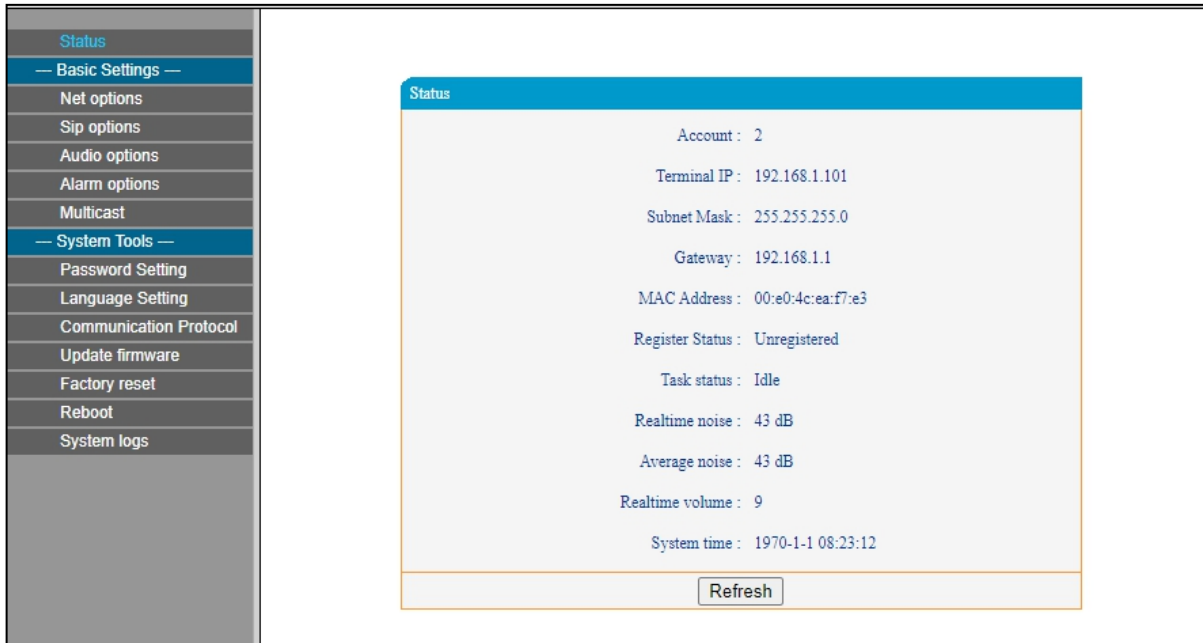 Status
— Basic Settings —
Net options
Sip options
Audio options
Alarm options
Multicast
— System Tools —
Password Setting
Language Setting
Communication Protocol
Update firmware
Factory reset
Reboot
System logs
Status
Account : 2
Terminal IP : 192.168.1.101
Subnet Mask : 255.255.255.0
Gateway : 192.168.1.1
MAC Address : 00:e0:4c:ea:f7:e3
Register Status : Unregistered
Task status : Idle
Realtime noise : 43 dB
Average noise : 43 dB
Realtime volume : 9
System time : 1970-1-1 08:23:12
Refresh